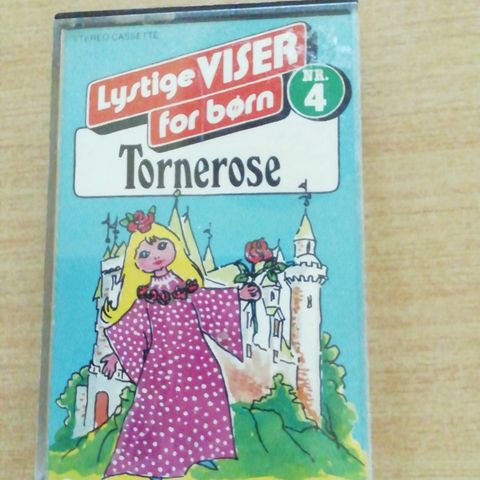 STEREO CASSETTE
Lystige VISER
for børn
NR.
4
Tornerose